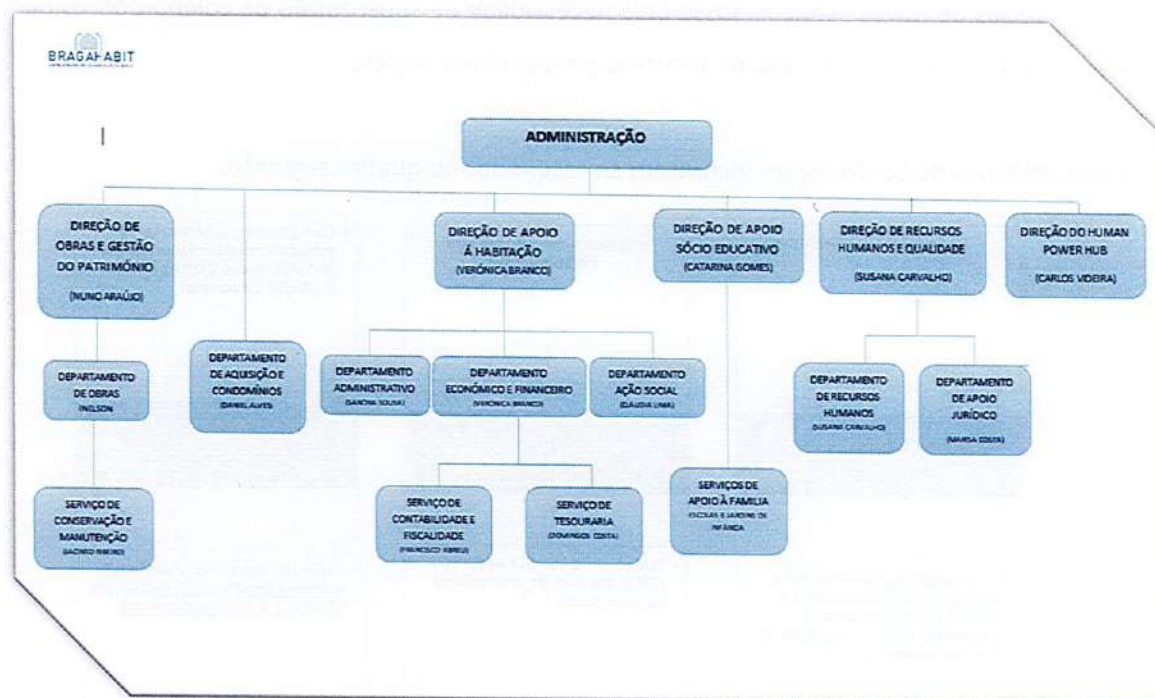 BRAGAHABIT
ADMINISTRAÇÃO
DIREÇÃO DE
OBRAS E GESTÃO
DO PATRIMÓNIO
(NUNO ARAÚJO)
DIREÇÃO DE APOIO
Á HABITAÇÃO
(VERÓNICA BRANCO)
DIREÇÃO DE APOIO
SÓCIO EDUCATIVO
(CATARINA GOMES)
DIREÇÃO DE RECURSOS
HUMANOS E QUALIDADE
(SUSANA CARVALHO)
DIREÇÃO DO HUMAN
POWER HUB
(CARLOS VIDEIRA)
DEPARTAMENTO
DE OBRAS
DEPARTAMENTO
DE AQUISIÇÃO E
CONDOMÍNIOS
(DANIEL ALVES)
DEPARTAMENTO
ADMINISTRATIVO
(SANDRA SOUSA)
DEPARTAMENTO
ECONÓMICO E FINANCEIRO
(VERÓNICA BRANCO)
DEPARTAMENTO
AÇÃO SOCIAL
(CLÁUDIA LIMA)
DEPARTAMENTO
DE RECURSOS
HUMANOS
(SUSANA CARVALHO)
DEPARTAMENTO
DE APOIO
JURÍDICO
(MARISA COSTA)
SERVIÇO DE
CONSERVAÇÃO E
MANUTENÇÃO
(JACINTO RIBEIRO)
SERVIÇO DE
CONTABILIDADE E
FISCALIDADE
(FRANCISCO ABREU)
SERVIÇO DE
TESOURARIA
(DOMINGOS COSTA)
SERVIÇOS DE
APOIO À FAMILIA
ESCOLAS E JARDINS DE
INFÂNCIA